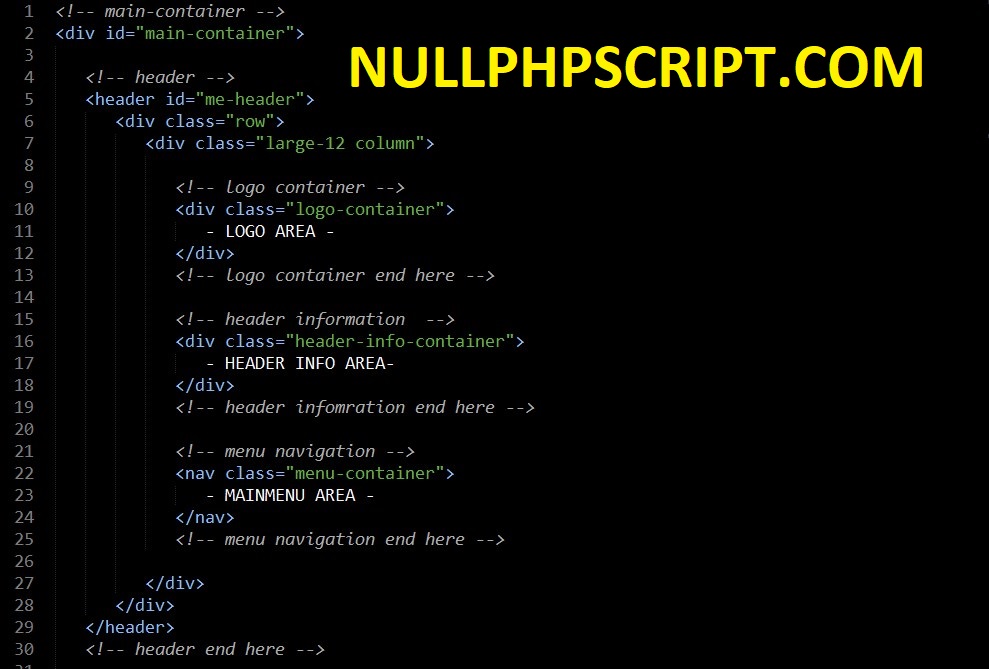 1 <!-- main-container -->
2 <div id="main-container">
NULLPHPSCRIPT.COM
3
4 <!-- header -->
5 <header id="me-header">
6 <div class="row">
7 <div class="large-12 column">
8
9 <!-- logo container -->
10 <div class="logo-container">
11 - LOGO AREA -
12 </div>
13 <!-- logo container end here -->
14
15 <!-- header information  -->
16 <div class="header-info-container">
17 - HEADER INFO AREA-
18 </div>
19 <!-- header infomration end here -->
20
21 <!-- menu navigation -->
22 <nav class="menu-container">
23 - MAINMENU AREA -
24 </nav>
25 <!-- menu navigation end here -->
26
27 </div>
28 </div>
29 </header>
30 <!-- header end here -->
31